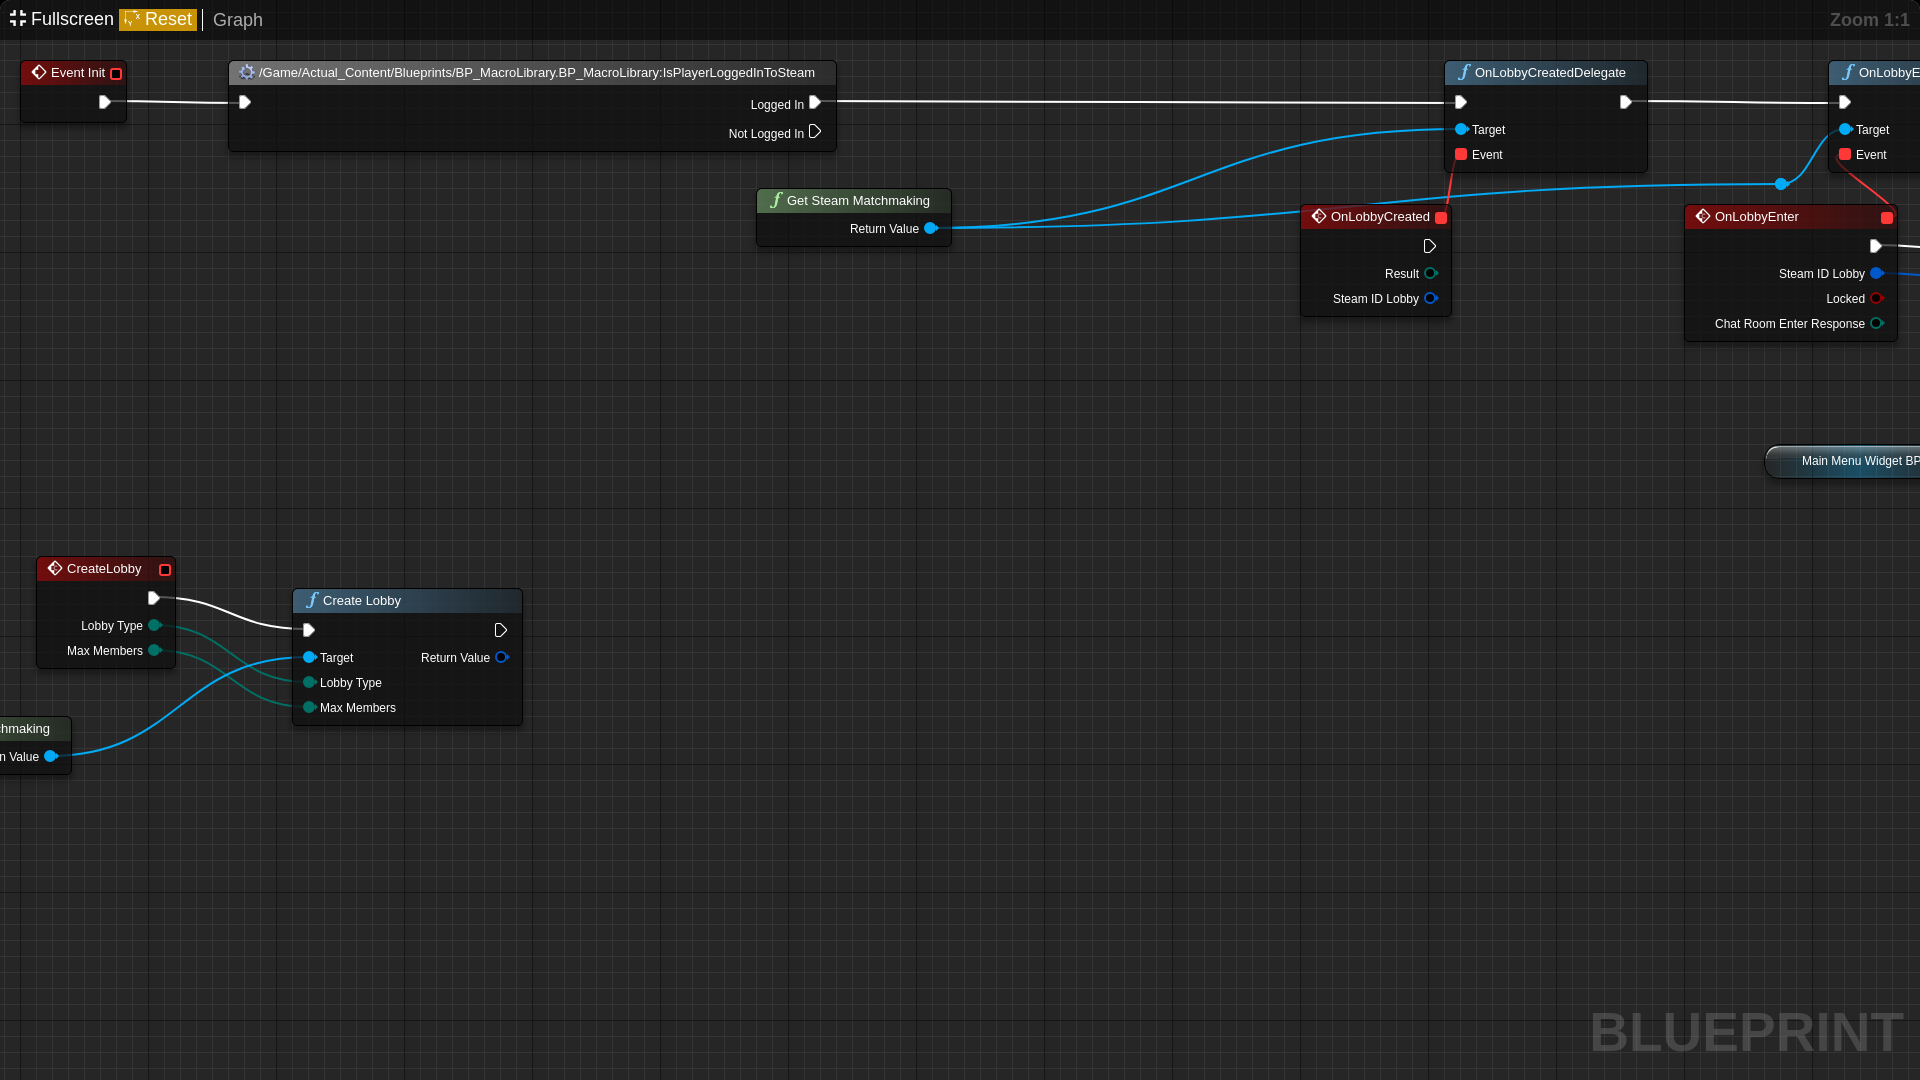 Fullscreen Reset Graph
Zoom 1:1
Event Init
/Game/Actual_Content/Blueprints/BP_MacroLibrary.BP_MacroLibrary:IsPlayerLoggedInToSteam
Logged In
Not Logged In
OnLobbyCreatedDelegate
Target
Event
OnLobbyE
Target
Event
Get Steam Matchmaking
Return Value
OnLobbyCreated
Result
Steam ID Lobby
OnLobbyEnter
Steam ID Lobby
Locked
Chat Room Enter Response
Main Menu Widget BP
CreateLobby
Lobby Type
Max Members
Create Lobby
Target
Return Value
Lobby Type
Max Members
hmaking
n Value
BLUEPRINT